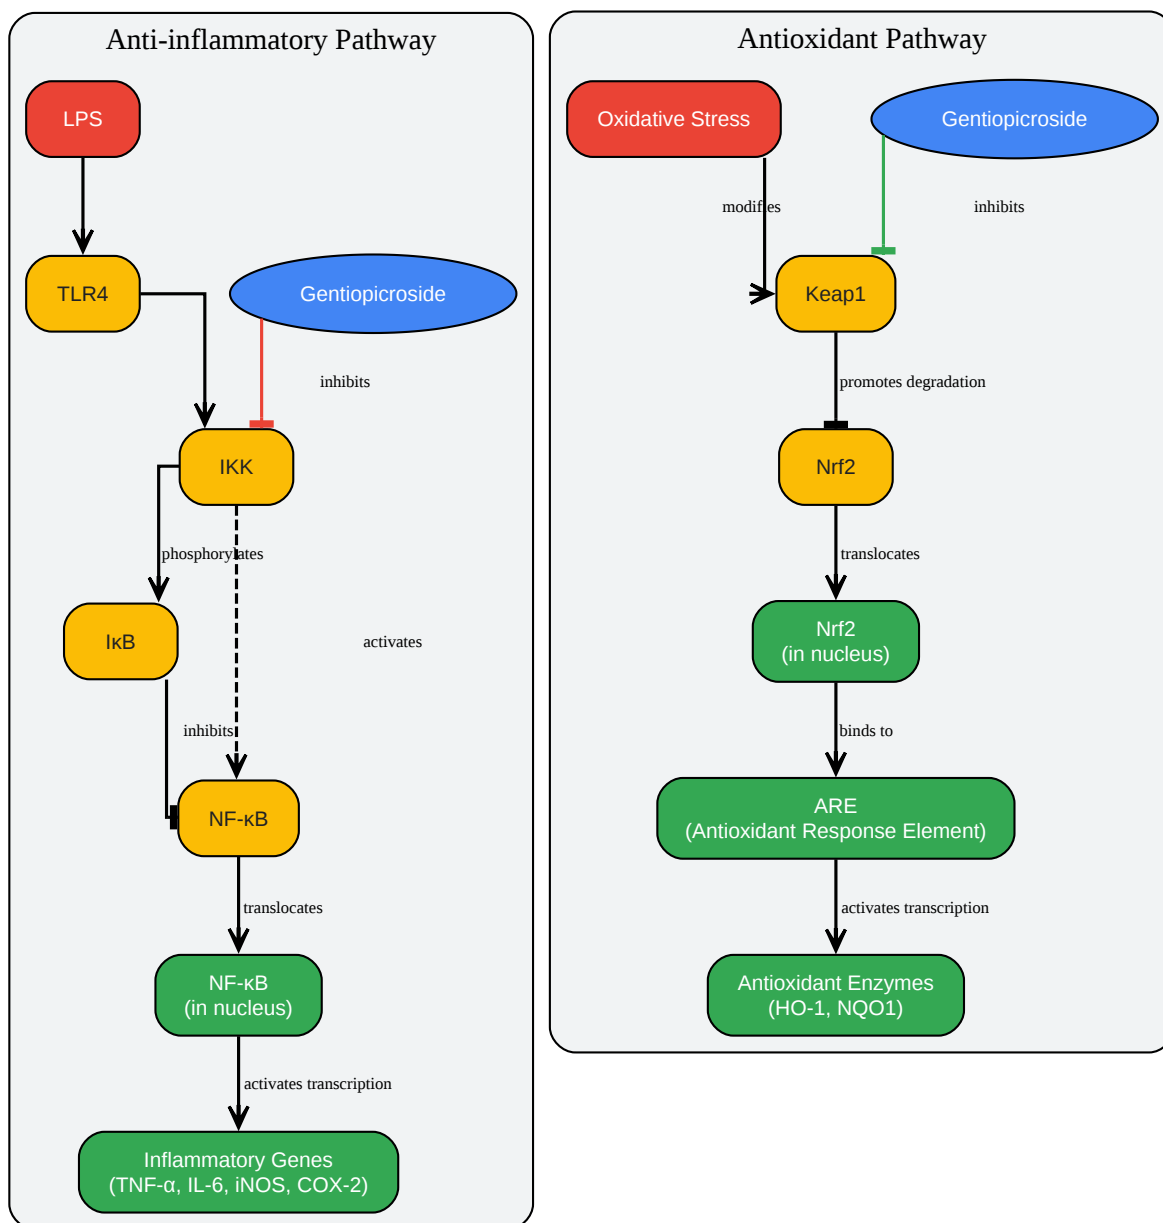 Anti-inflammatory Pathway
LPS
TLR4
Gentiopicroside
inhibits
IKK
phosphorylates
IκB
activates
inhibits
NF-κB
translocates
NF-κB
(in nucleus)
activates transcription
Inflammatory Genes
(TNF-α, IL-6, iNOS, COX-2)
Antioxidant Pathway
Oxidative Stress
Gentiopicroside
modifies
inhibits
Keap1
promotes degradation
Nrf2
translocates
Nrf2
(in nucleus)
binds to
ARE
(Antioxidant Response Element)
activates transcription
Antioxidant Enzymes
(HO-1, NQO1)